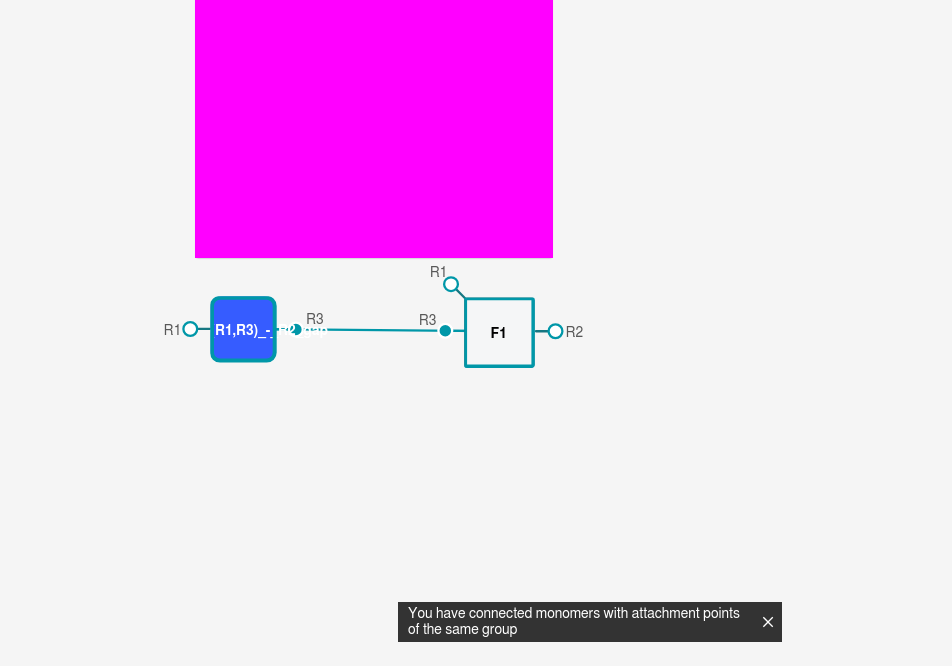 R1
R1 R1,R3)_-_R2_gap R3
R3 F1 R2
You have connected monomers with attachment points
of the same group